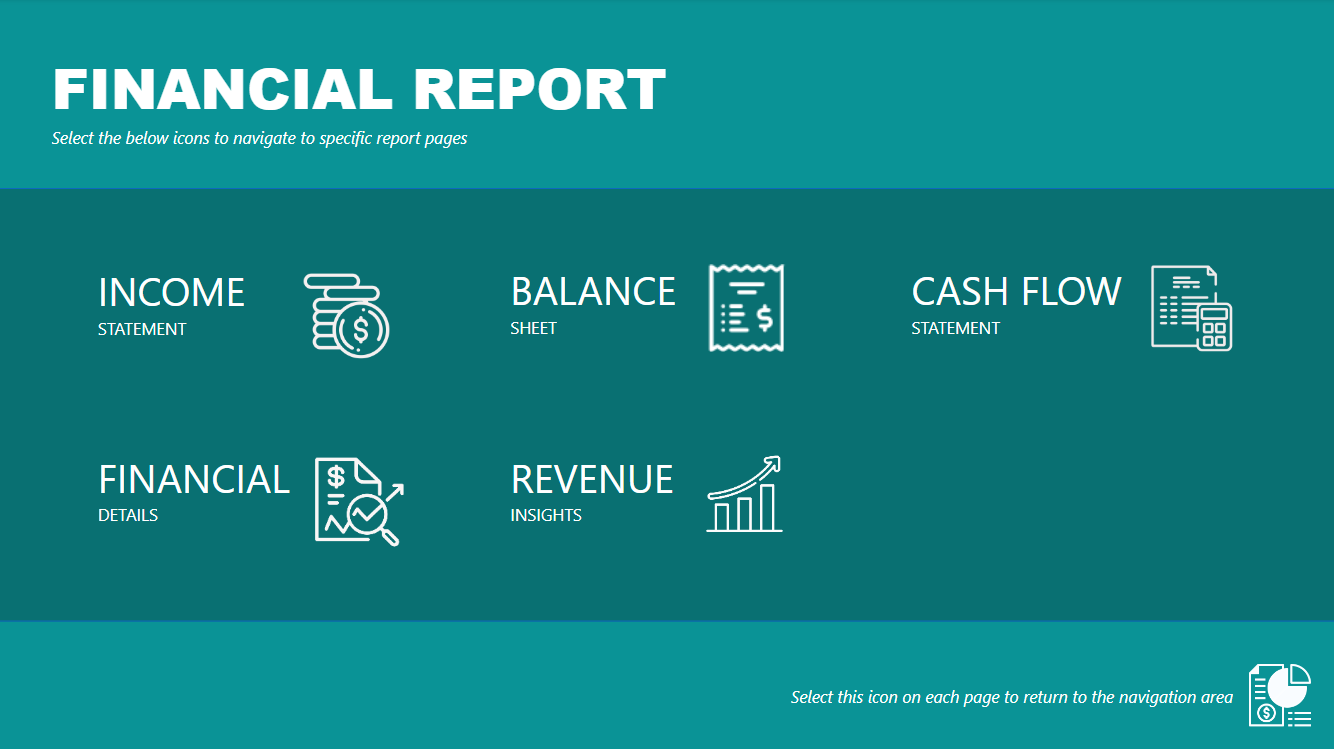 FINANCIAL REPORT
Select the below icons to navigate to specific report pages
INCOME
STATEMENT
$
BALANCE
SHEET
$
CASH FLOW
STATEMENT
FINANCIAL
DETAILS
$
REVENUE
INSIGHTS
Select this icon on each page to return to the navigation area
$